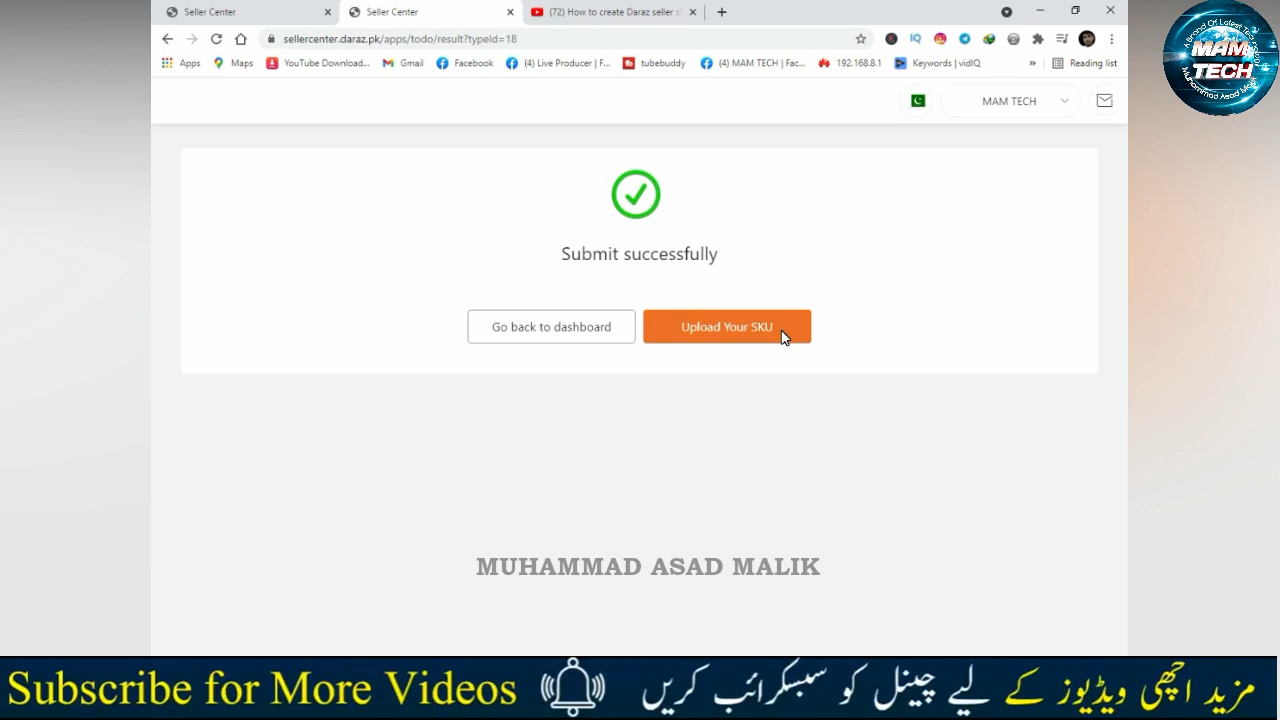 Seller Center
Seller Center
(72) How to create Daraz seller s
sellercenter.daraz.pk/apps/todo/result?typeId=18
Apps
Maps
YouTube Download...
Gmail
Facebook
(4) Live Producer | F...
tubebuddy
(4) MAM TECH | Fac...
192.168.8.1
Keywords | vidIQ
»
Reading list
MAM TECH
Submit successfully
Go back to dashboard
Upload Your SKU
MUHAMMAD ASAD MALIK
Subscribe for More Videos
مزید اچھی ویڈیوز کے لیے چینل کو سبسکرائب کریں
MAM
TECH
Muhammad Asad Malik